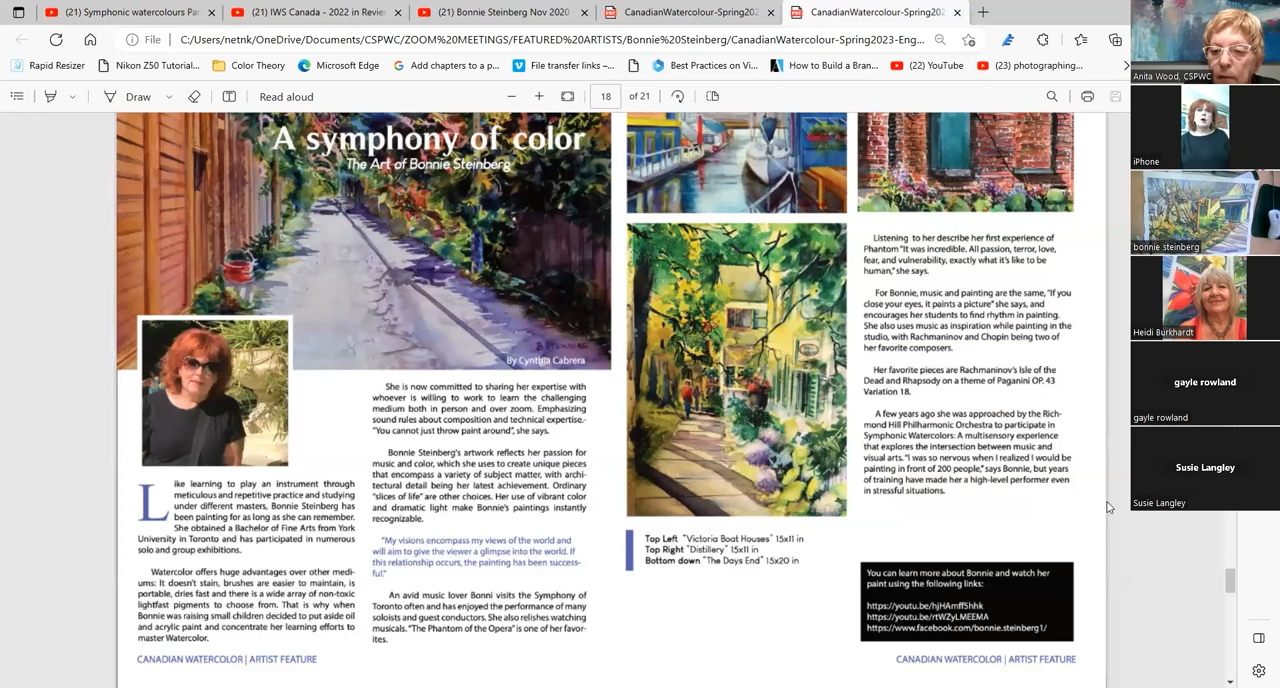 (21) Symphonic watercolours Par
(21) IWS Canada - 2022 in Review
(21) Bonnie Steinberg Nov 2020
CanadianWatercolour-Spring202
CanadianWatercolour-Spring202
File
C:/Users/netnk/OneDrive/Documents/CSPWC/ZOOM%20MEETINGS/FEATURED%20ARTISTS/Bonnie%20Steinberg/CanadianWatercolour-Spring2023-Eng...
Rapid Resizer
Nikon Z50 Tutorial...
Color Theory
Microsoft Edge
Add chapters to a p...
File transfer links –...
Best Practices on Vi...
How to Build a Bran...
(22) YouTube
(23) photographing...
Draw
Read aloud
18
of 21
A symphony of color
The Art of Bonnie Steinberg
By Cynthia Cabrera
Like learning to play an instrument through
meticulous and repetitive practice and studying
under different masters, Bonnie Steinberg has
been painting for as long as she can remember.
She obtained a Bachelor of Fine Arts from York
University in Toronto and has participated in numerous
solo and group exhibitions.
Watercolor offers huge advantages over other medi-
ums: It doesn't stain, brushes are easier to maintain, is
portable, dries fast and there is a wide array of non-toxic
lightfast pigments to choose from. That is why when
Bonnie was raising small children decided to put aside oil
and acrylic paint and concentrate her learning efforts to
master Watercolor.
She is now committed to sharing her expertise with
whoever is willing to work to learn the challenging
medium both in person and over zoom. Emphasizing
sound rules about composition and technical expertise.-
"You cannot just throw paint around", she says.
Bonnie Steinberg's artwork reflects her passion for
music and color, which she uses to create unique pieces
that encompass a variety of subject matter, with archi-
tectural detail being her latest achievement. Ordinary
"slices of life" are other choices. Her use of vibrant color
and dramatic light make Bonnie's paintings instantly
recognizable.
"My visions encompass my views of the world and
will aim to give the viewer a glimpse into the world. If
this relationship occurs, the painting has been success-
ful."
An avid music lover Bonni visits the Symphony of
Toronto often and has enjoyed the performance of many
soloists and guest conductors. She also relishes watching
musicals. "The Phantom of the Opera" is one of her favor-
ites.
CANADIAN WATERCOLOR | ARTIST FEATURE
Top Left "Victoria Boat Houses" 15x11 in
Top Right "Distillery" 15x11 in
Bottom down "The Days End" 15x20 in
Listening to her describe her first experience of
Phantom "It was incredible. All passion, terror, love,
fear, and vulnerability, exactly what it's like to be
human," she says.
For Bonnie, music and painting are the same, "If you
close your eyes, it paints a picture" she says, and
encourages her students to find rhythm in painting.
She also uses music as inspiration while painting in the
studio, with Rachmaninoff and Chopin being two of
her favorite composers.
Her favorite pieces are Rachmaninoff's Isle of the
Dead and Rhapsody on a theme of Paganini OP. 43
Variation 18.
A few years ago she was approached by the Rich-
mond Hill Philharmonic Orchestra to participate in
Symphonic Watercolors: A multisensory experience
that explores the intersection between music and
visual arts. "I was so nervous when I realized I would be
painting in front of 200 people," says Bonnie, but years
of training have made her a high-level performer even
in stressful situations.
You can learn more about Bonnie and watch her
paint using the following links:
https://youtu.be/hjHAmff5hhk
https://youtu.be/rtWZyLMEEMA
https://www.facebook.com/bonnie.steinberg1/
CANADIAN WATERCOLOR | ARTIST FEATURE
Anita Wood, CSPWC
iPhone
bonnie steinberg
Heidi Burkhardt
gayle rowland
gayle rowland
Susie Langley
Susie Langley